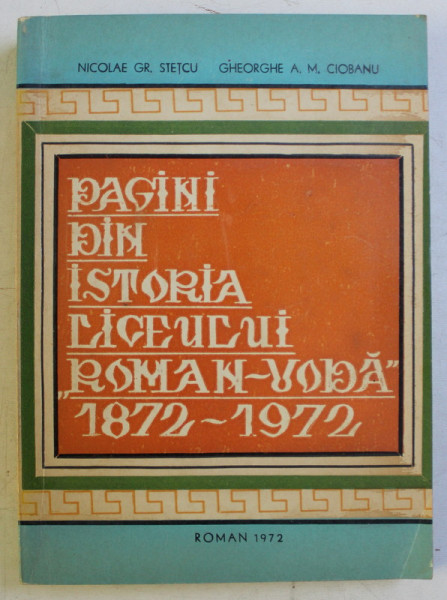 NICOLAE GR. STEȚCU GHEORGHE A. M. CIOBANU
PAGINI
DIN
ISTORIA
LICEULUI
„ROMAN-VODĂ”
1872-1972
ROMAN 1972